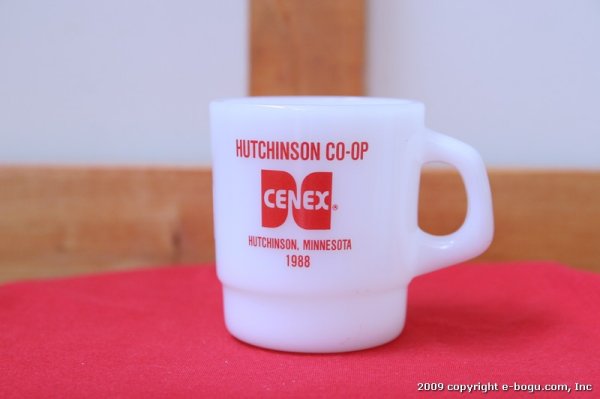 HUTCHINSON CO-OP
CENEX®
HUTCHINSON, MINNESOTA
1988
2009 copyright e-bogu.com, Inc